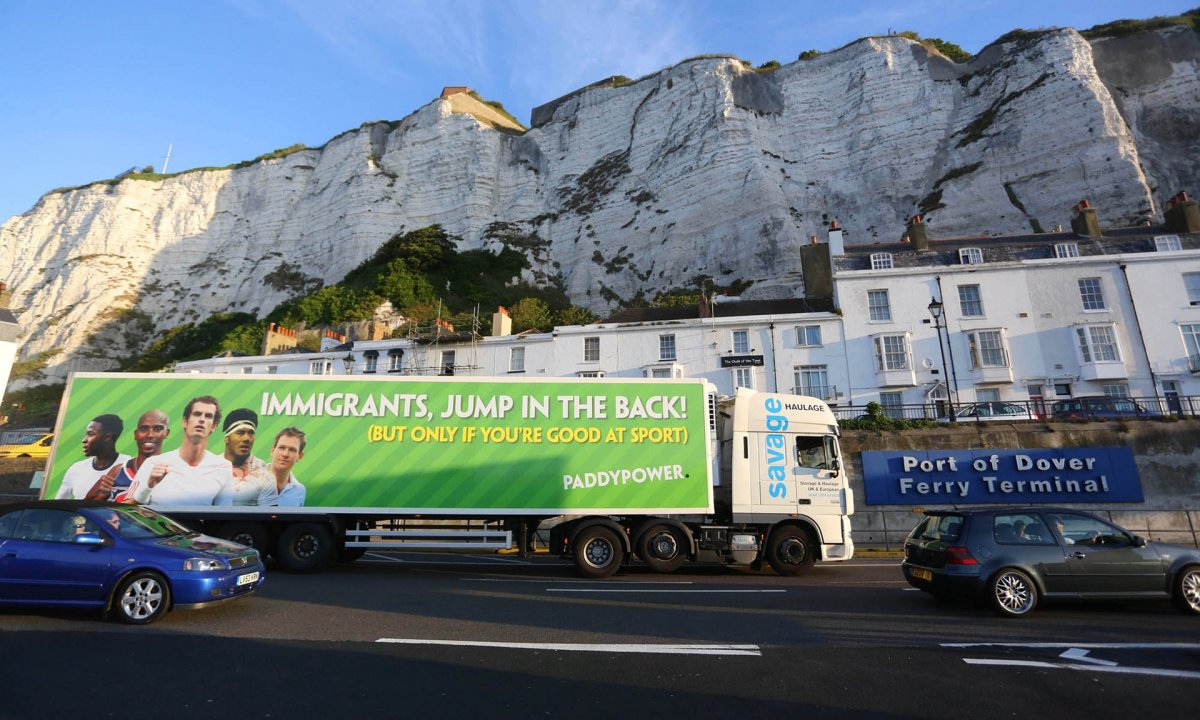 IMMIGRANTS, JUMP IN THE BACK!
(BUT ONLY IF YOU'RE GOOD AT SPORT)
PADDYPOWER.
savage
HAULAGE
Storage & Haulage
UK & European
Port of Dover
Ferry Terminal